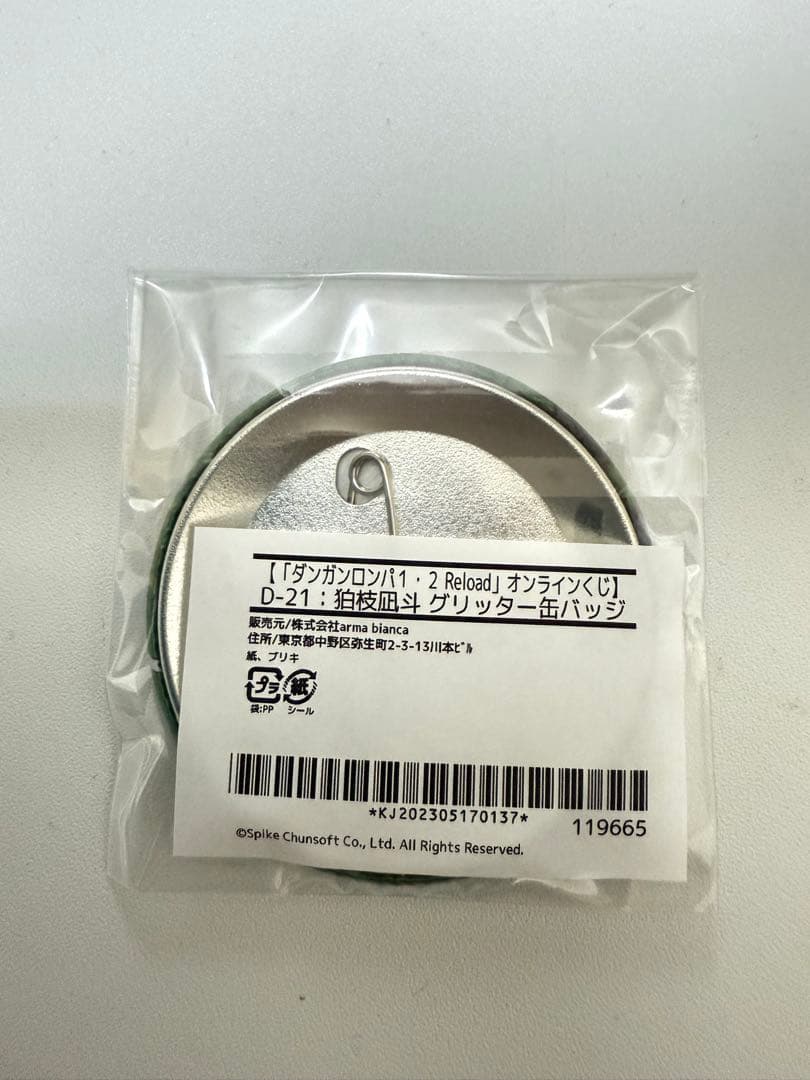 【「ダンガンロンパ1・2 Reload」オンラインくじ】
D-21：狛枝凪斗 グリッター缶バッジ
販売元/株式会社arma bianca
住所/東京都中野区弥生町2-3-13川本ﾋﾞﾙ
紙、ブリキ
プラ 紙
袋:PP シール
*KJ202305170137*
119665
©Spike Chunsoft Co., Ltd. All Rights Reserved.